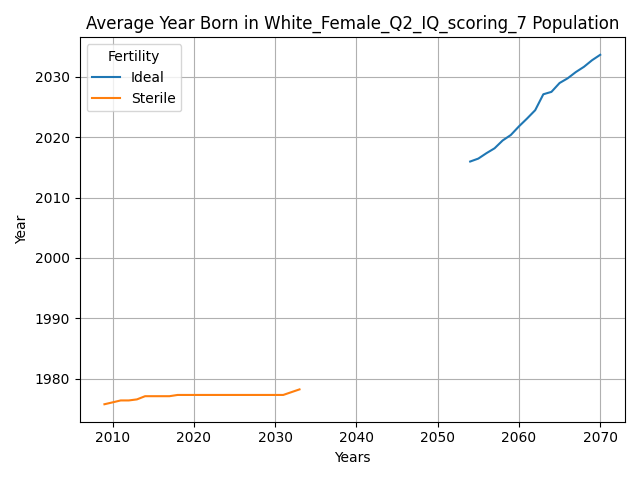 Average Year Born in White_Female_Q2_IQ_scoring_7 Population
Fertility
Ideal
Sterile
2030
2020
2010
2000
1990
1980
Year
2010 2020 2030 2040 2050 2060 2070
Years